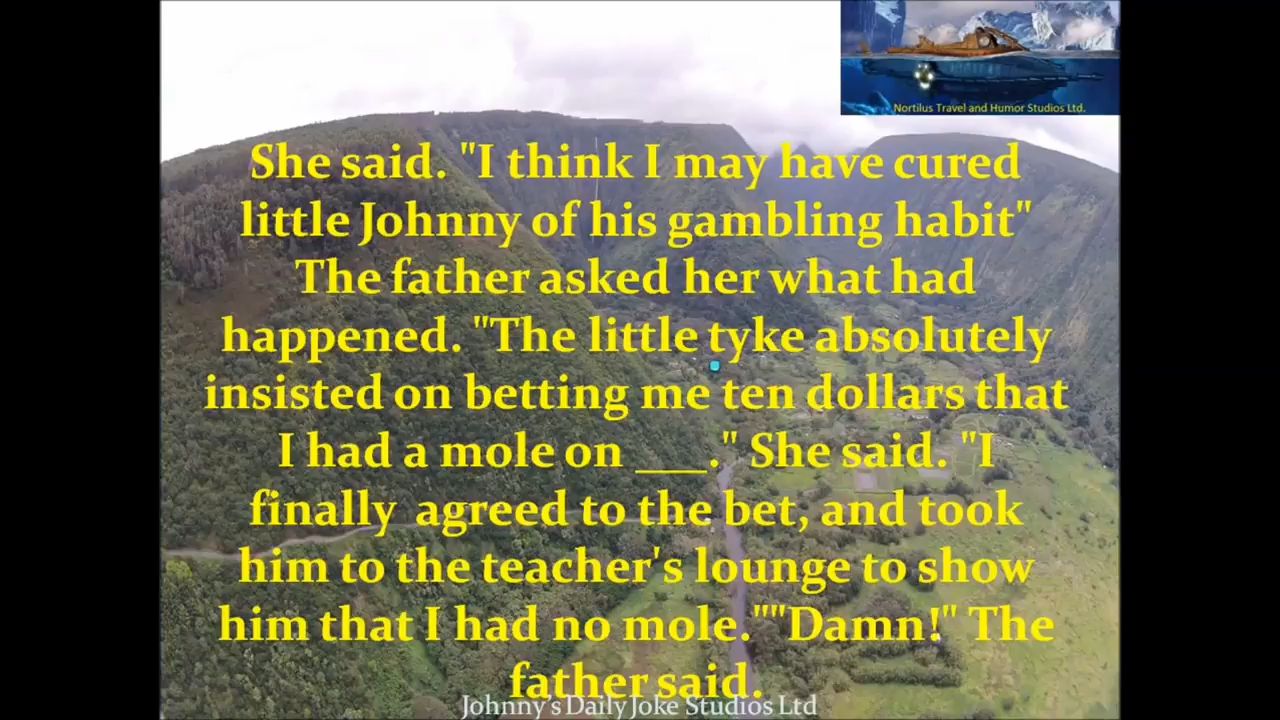 Nortilus Travel and Humor Studios Ltd.
She said. "I think I may have cured
little Johnny of his gambling habit"
The father asked her what had
happened. "The little tyke absolutely
insisted on betting me ten dollars that
I had a mole on ___." She said. "I
finally  agreed to the bet, and took
him to the teacher's lounge to show
him that I had no mole.""Damn!" The
father said.
Johnny's Daily Joke Studios Ltd